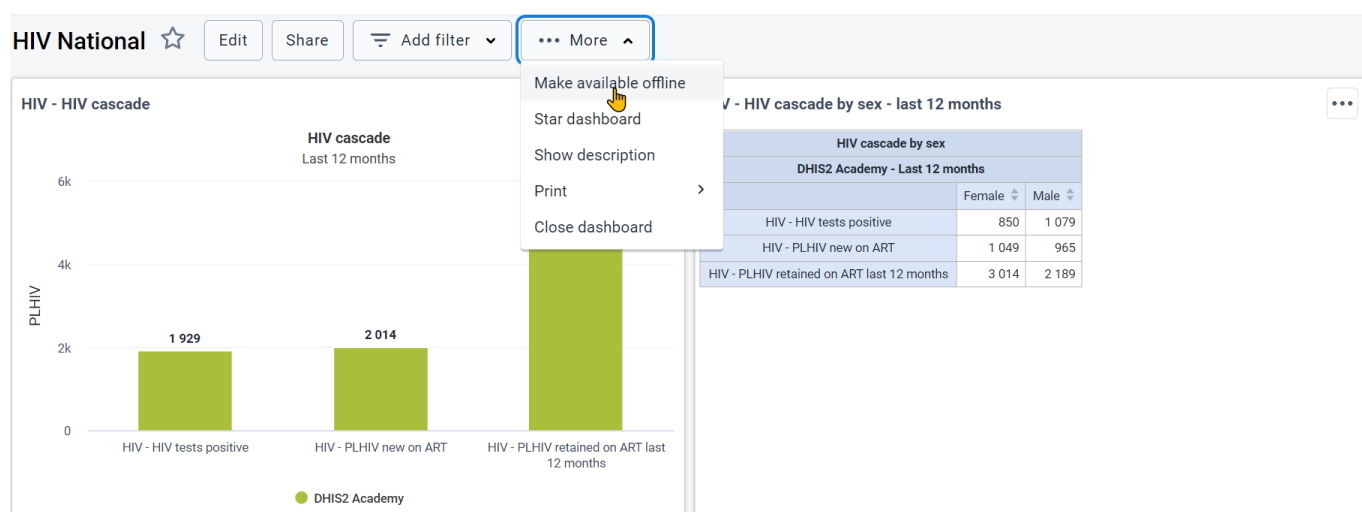 HIV National
Edit
Share
Add filter
More
Make available offline
Star dashboard
Show description
Print
Close dashboard
HIV - HIV cascade
HIV cascade
Last 12 months
6k
4k
2k
0
PLHIV
1 929
2 014
HIV - HIV tests positive
HIV - PLHIV new on ART
HIV - PLHIV retained on ART last
12 months
DHIS2 Academy
V - HIV cascade by sex - last 12 months
HIV cascade by sex
DHIS2 Academy - Last 12 months
Female Male
HIV - HIV tests positive 850 1 079
HIV - PLHIV new on ART 1 049 965
HIV - PLHIV retained on ART last 12 months 3 014 2 189